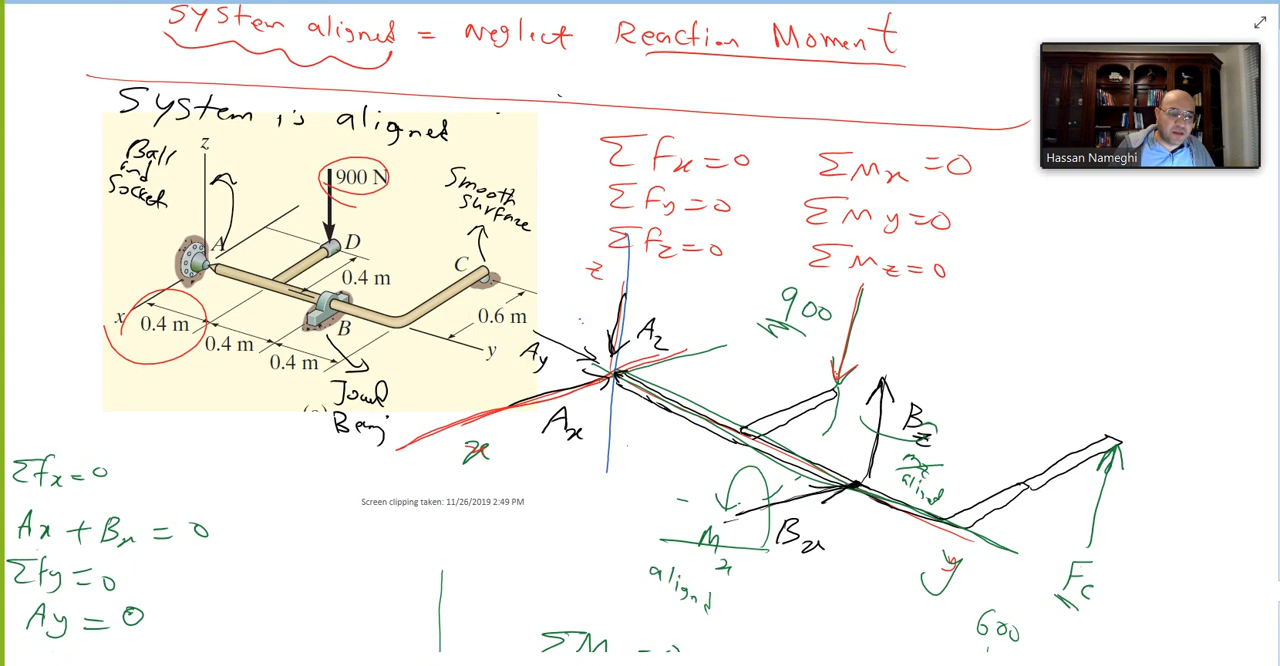 System aligned = Neglect Reaction Moment
System is aligned
Hassan Nameghi
Ball
and
Socket
z
900 N
Smooth
surface
A
D
C
0.4 m
B
x
0.4 m
0.4 m
0.4 m
0.6 m
y
Σfx=0
Σfy=0
Σfz=0
ΣMx=0
ΣMy=0
ΣMz=0
z
900
Ay
Az
Ax
x
Bz
Mz
aligned
Bx
Mx
alignd
y
Fc
600
Screen clipping taken: 11/26/2019 2:49 PM
Σfx=0
Ax + Bx = 0
Σfy=0
Ay = 0